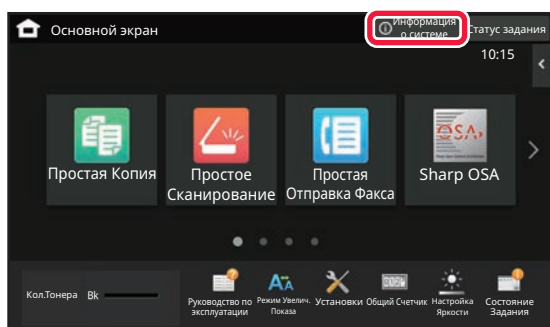 Основной экран
Информация
о системе
Статус задания
10:15
OSA
Простая Копия
Простое
Сканирование
Простая
Отправка Факса
Sharp OSA
Кол.Тонера Bk
Руководство по
эксплуатации
Режим Увелич.
Показа
Установки
Общий Счетчик
Настройка
Яркости
Состояние
Задания